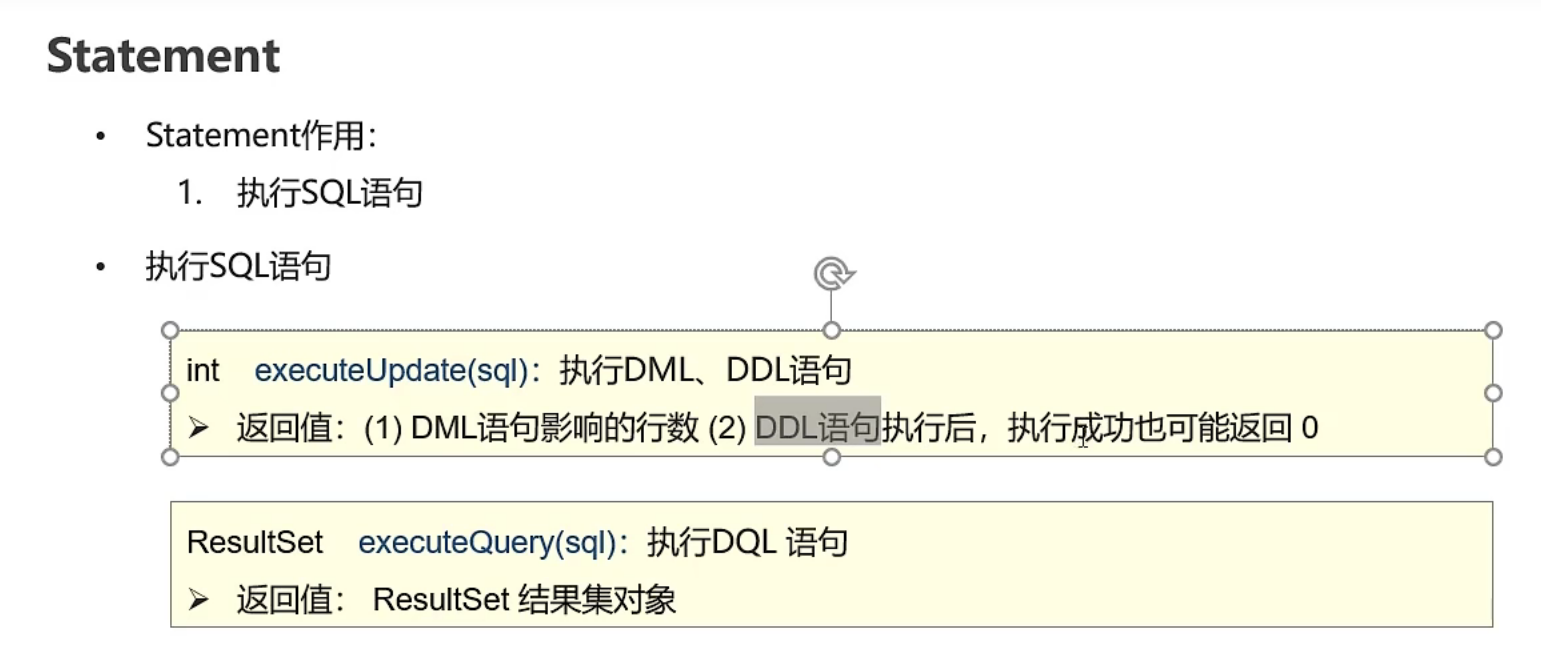 Statement
• Statement作用：
1. 执行SQL语句
• 执行SQL语句
int executeUpdate(sql)：执行DML、DDL语句
➢ 返回值：(1) DML语句影响的行数 (2) DDL语句执行后，执行成功也可能返回 0
ResultSet executeQuery(sql)：执行DQL 语句
➢ 返回值： ResultSet 结果集对象